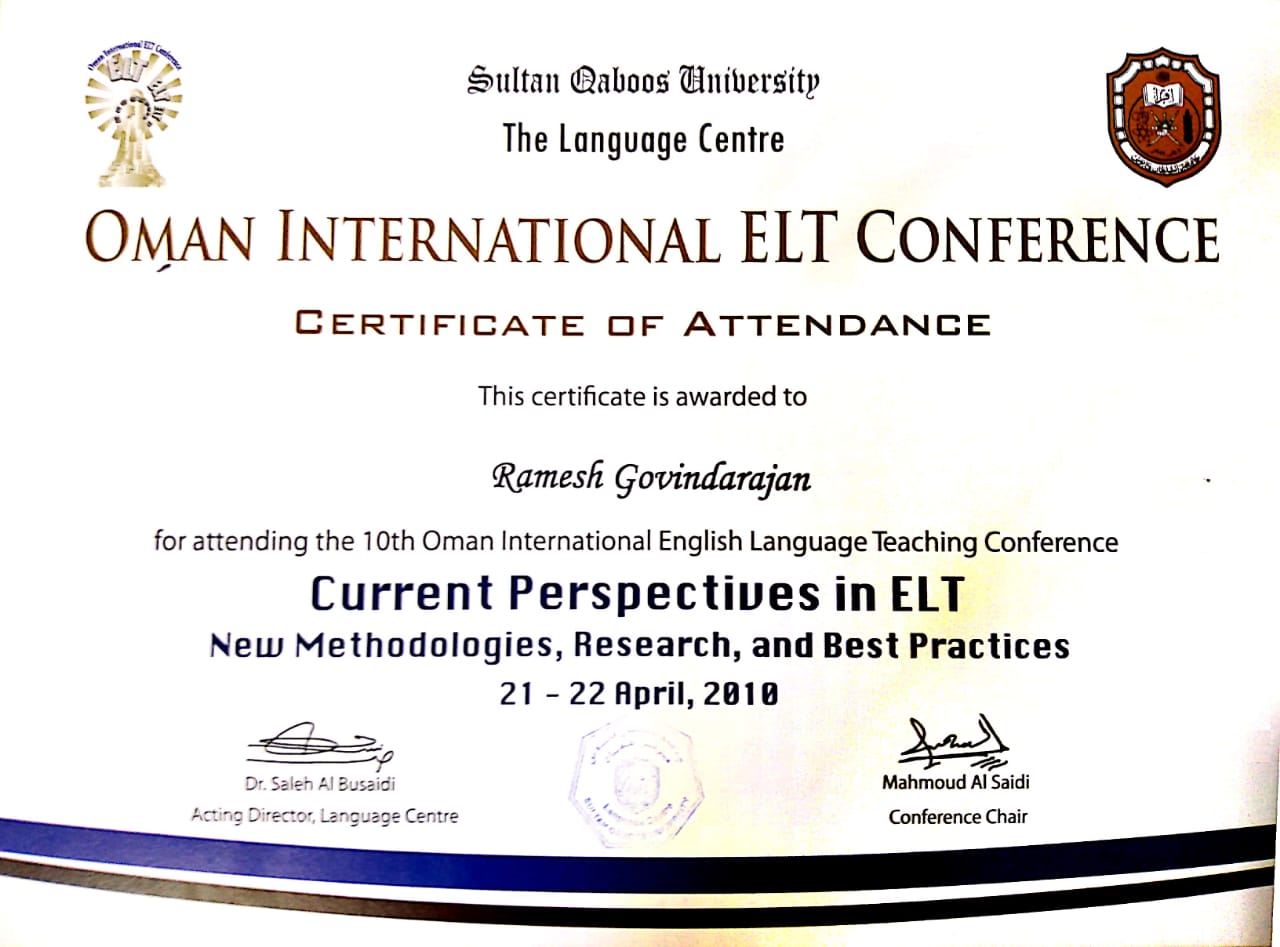 Oman International ELT Conference
ELT
Sultan Qaboos University
The Language Centre
اقرأ
OMAN INTERNATIONAL ELT CONFERENCE
CERTIFICATE OF ATTENDANCE
This certificate is awarded to
Ramesh Govindarajan
for attending the 10th Oman International English Language Teaching Conference
Current Perspectives in ELT
New Methodologies, Research, and Best Practices
21 - 22 April, 2010
Dr. Saleh Al Busaidi
Acting Director, Language Centre
Mahmoud Al Saidi
Conference Chair